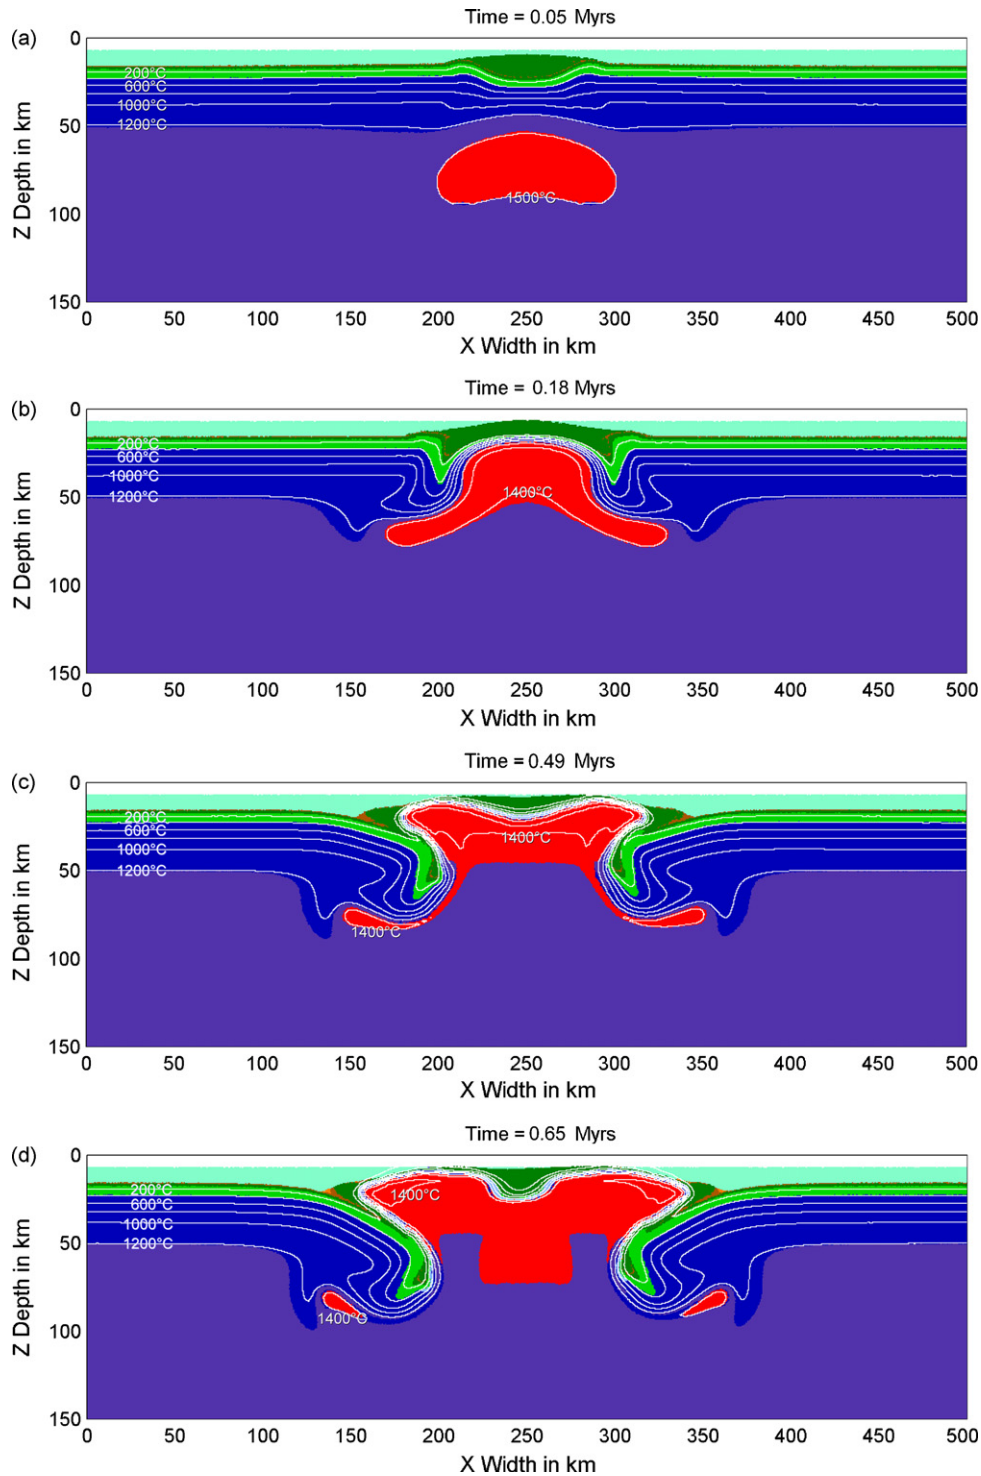 Time = 0.05 Myrs
(a)
0
200°C
600°C
1000°C
50
1200°C
Z Depth in km
1500°C
100
150
0 50 100 150 200 250 300 350 400 450 500
X Width in km
Time = 0.18 Myrs
(b)
0
200°C
600°C
1000°C
50
1200°C
1400°C
Z Depth in km
100
150
0 50 100 150 200 250 300 350 400 450 500
X Width in km
Time = 0.49 Myrs
(c)
0
200°C
600°C
1400°C
1000°C
50
1200°C
Z Depth in km
1400°C
100
150
0 50 100 150 200 250 300 350 400 450 500
X Width in km
Time = 0.65 Myrs
(d)
0
200°C
1400°C
600°C
1000°C
50
1200°C
Z Depth in km
1400°C
100
150
0 50 100 150 200 250 300 350 400 450 500
X Width in km